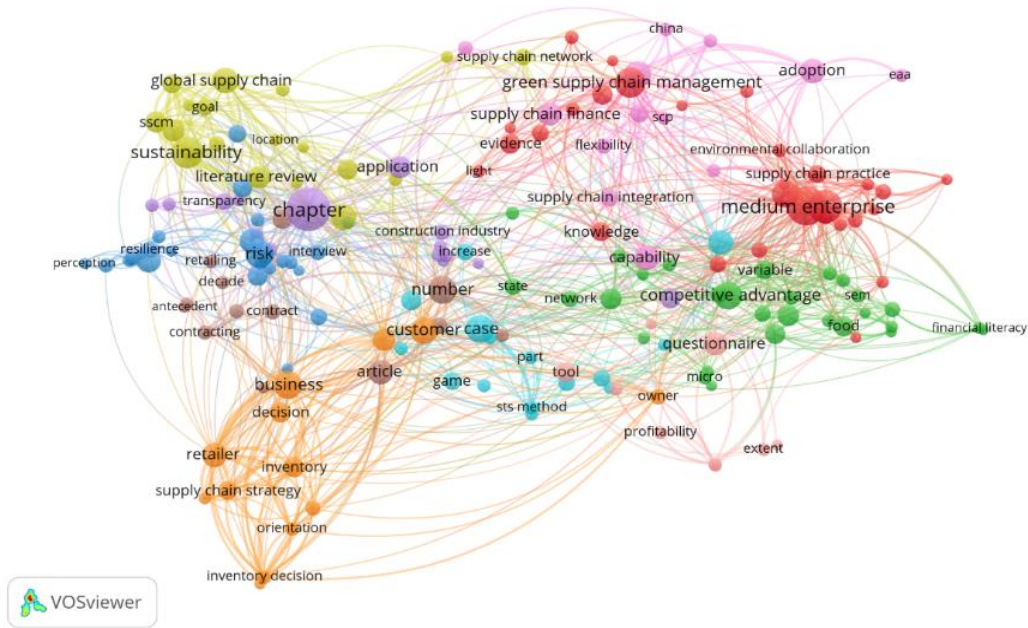 china
supply chain network
global supply chain
green supply chain management
adoption
eaa
goal
supply chain finance
scp
sscm
location
evidence
flexibility
environmental collaboration
sustainability
literature review
application
light
supply chain practice
transparency
chapter
supply chain integration
medium enterprise
construction industry
knowledge
resilience
risk
interview
increase
capability
perception
retailing
variable
decade
number
state
network
competitive advantage
sem
antecedent
contract
contracting
customer
case
food
financial literacy
questionnaire
part
business
article
game
tool
micro
decision
sts method
owner
profitability
retailer
inventory
extent
supply chain strategy
orientation
inventory decision
VOSviewer